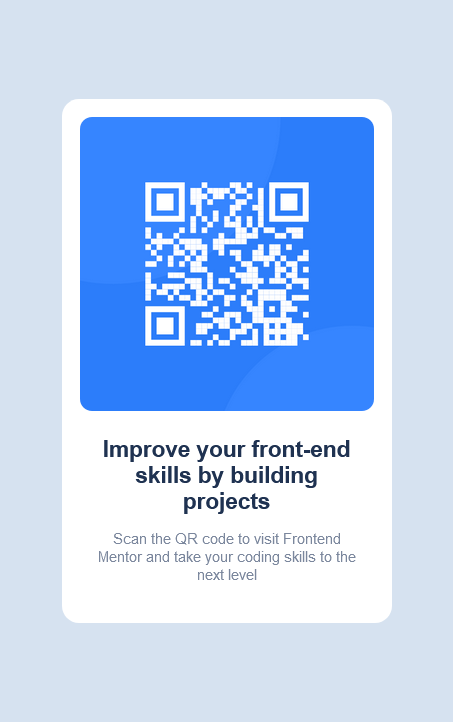 Improve your front-end
skills by building
projects
Scan the QR code to visit Frontend
Mentor and take your coding skills to the
next level